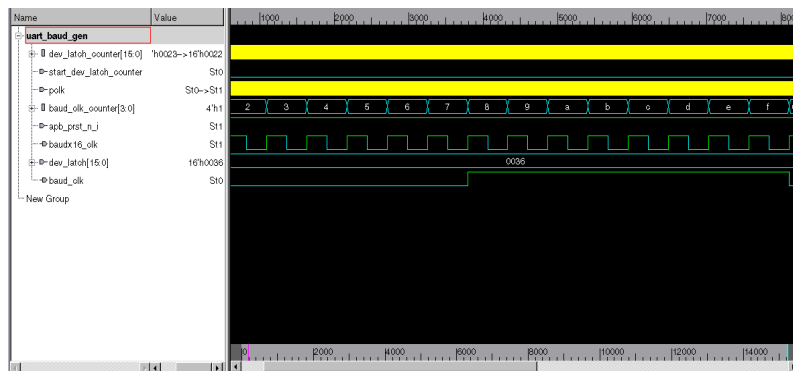 Name Value 1000 2000 3000 4000 5000 6000 7000
uart_baud_gen
dev_latch_counter[15:0] 'h0023->16'h0022
start_dev_latch_counter St0
pclk St0->St1
baud_clk_counter[3:0] 4'h1 2 3 4 5 6 7 8 9 a b c d e f
apb_prst_n_i St1
baudx16_clk St1
dev_latch[15:0] 16'h0036 0036
baud_clk St0
New Group
0 2000 4000 6000 8000 10000 12000 14000